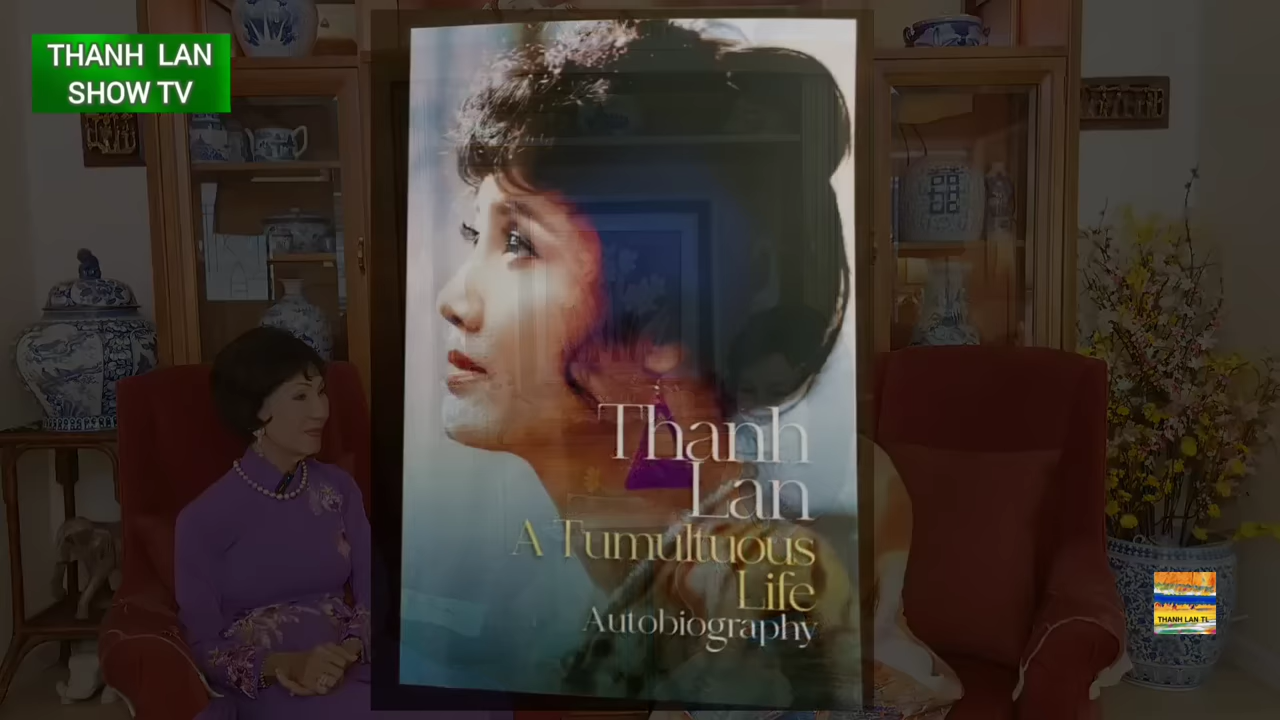 THANH LAN
SHOW TV
Thanh
Lan
A Tumultuous
Life
Autobiography
THANH LAN TL